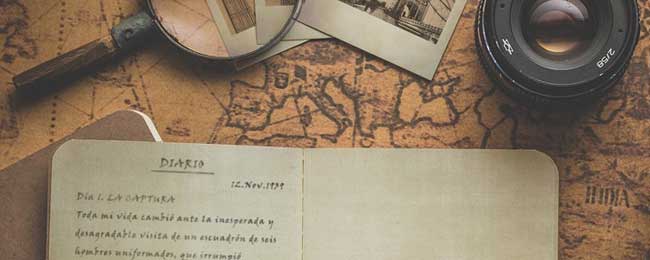 2/58
DIARIO
12.Nov.1939
Día 1. LA CAPTURA
Toda mi vida cambió ante la inesperada y
desagradable visita de un escuadrón de seis
hombres uniformados, que irrumpió
INDIA